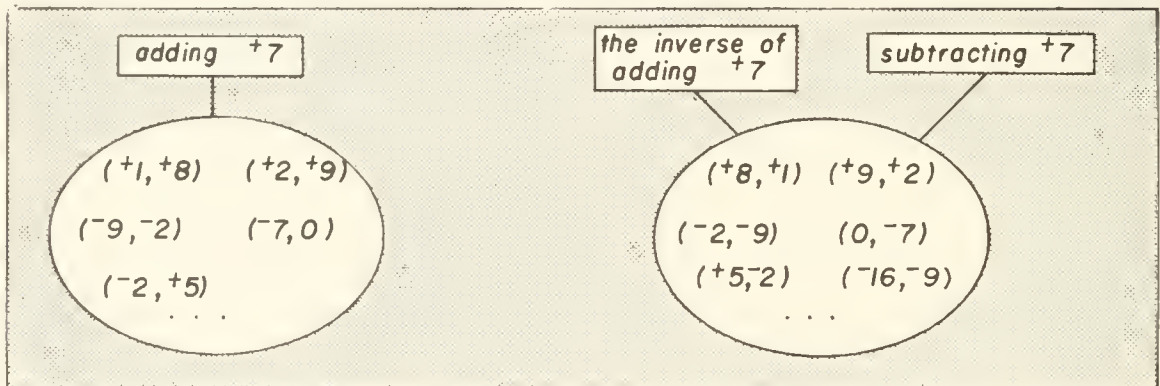 adding +7
the inverse of
adding +7
subtracting +7
(+1,+8) (+2,+9)
(-9,-2) (-7,0)
(-2,+5)
. . .
(+8,+1) (+9,+2)
(-2,-9) (0,-7)
(+5-2) (-16,-9)
. . .